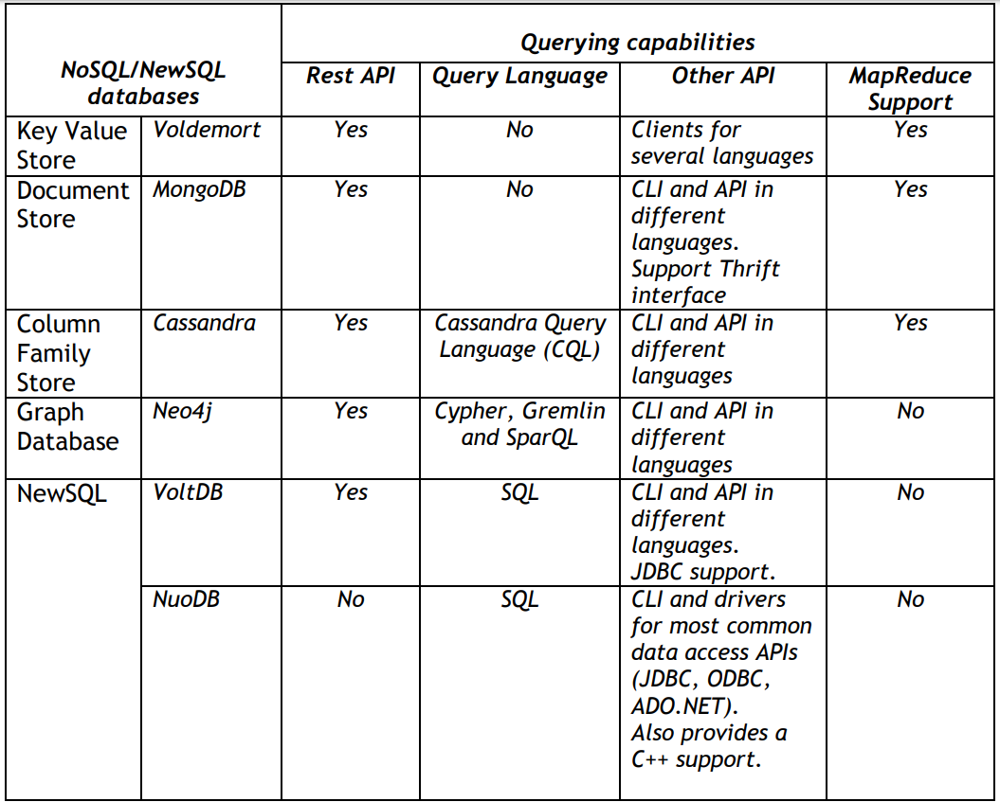 Querying capabilities
NoSQL/NewSQL
databases
Rest API
Query Language
Other API
MapReduce
Support
Key Value
Store
Voldemort
Yes
No
Clients for
several languages
Yes
Document
Store
MongoDB
Yes
No
CLI and API in
different
languages.
Support Thrift
interface
Yes
Column
Family
Store
Cassandra
Yes
Cassandra Query
Language (CQL)
CLI and API in
different
languages
Yes
Graph
Database
Neo4j
Yes
Cypher, Gremlin
and SparQL
CLI and API in
different
languages
No
NewSQL
VoltDB
Yes
SQL
CLI and API in
different
languages.
JDBC support.
No
NuoDB
No
SQL
CLI and drivers
for most common
data access APIs
(JDBC, ODBC,
ADO.NET).
Also provides a
C++ support.
No